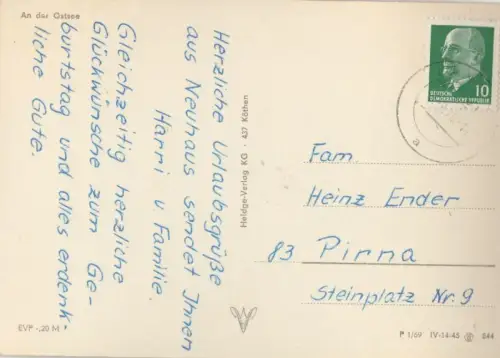 An der Ostsee
Herzliche Urlaubsgrüße
aus Neuhaus sendet Ihnen
Harri u Familie.
Gleichzeitig herzliche
Glückwünsche zum Ge-
burtstag und alles erdenk-
liche Gute.
EVP -,20 M
Heldge-Verlag KG · 437 Köthen
10
DEUTSCHE
DEMOKRATISCHE REPUBLIK
a
Fam.
Heinz Ender
83 Pirna
Steinplatz Nr. 9
P 1/69 IV-14-45 844